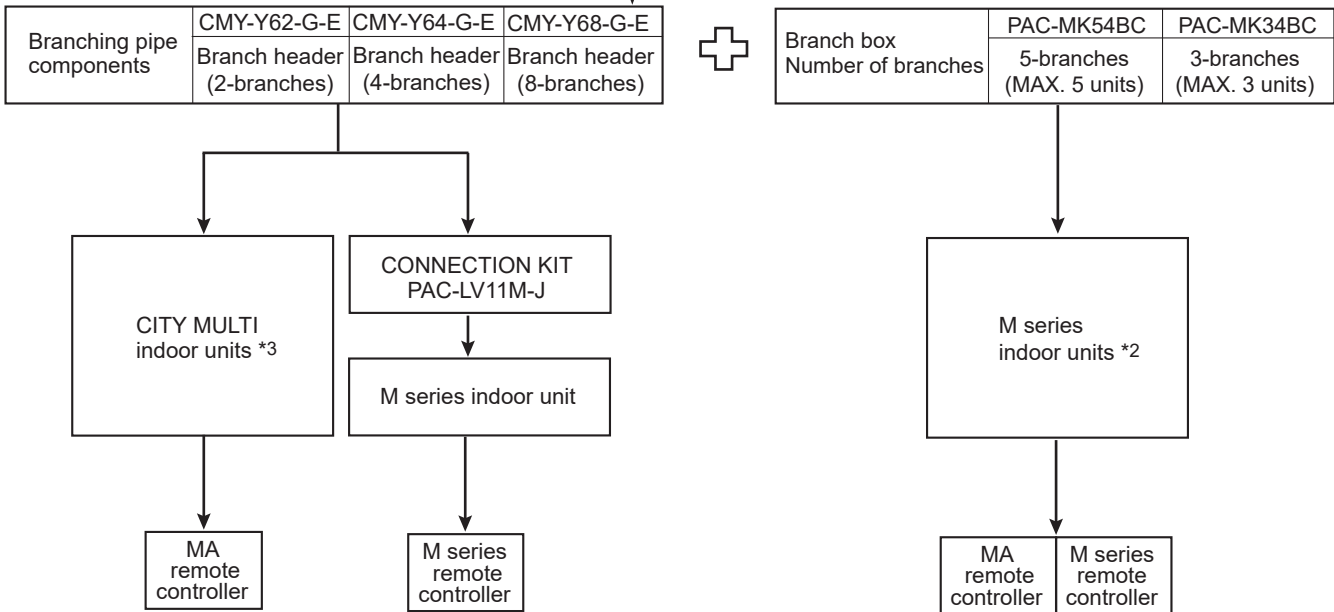 Branching pipe
components
CMY-Y62-G-E
CMY-Y64-G-E
CMY-Y68-G-E
Branch header
(2-branches)
Branch header
(4-branches)
Branch header
(8-branches)
Branch box
Number of branches
PAC-MK54BC
PAC-MK34BC
5-branches
(MAX. 5 units)
3-branches
(MAX. 3 units)
CITY MULTI
indoor units *3
CONNECTION KIT
PAC-LV11M-J
M series indoor unit
M series
indoor units *2
MA
remote
controller
M series
remote
controller
MA
remote
controller
M series
remote
controller